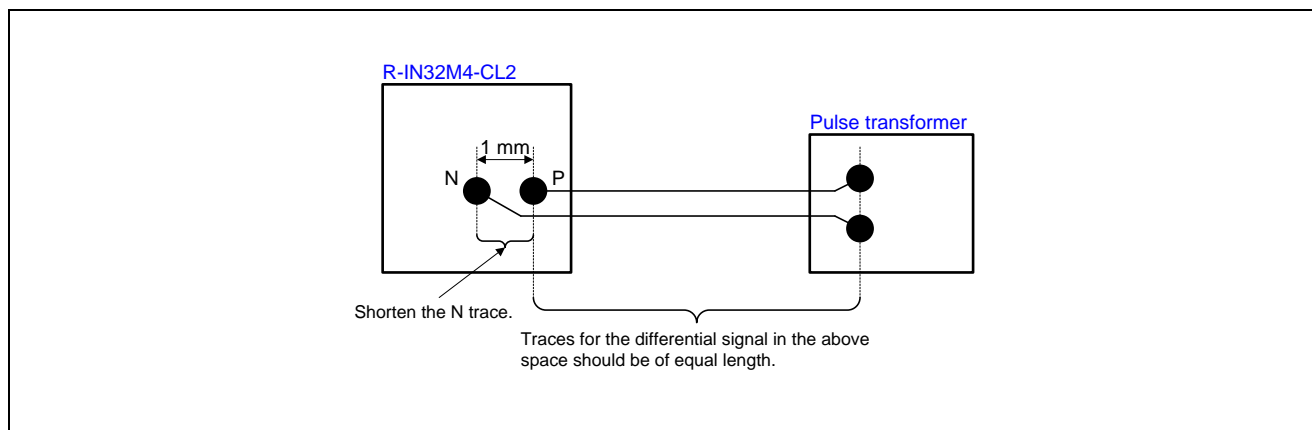 R-IN32M4-CL2
Pulse transformer
1 mm
N
P
Shorten the N trace.
Traces for the differential signal in the above
space should be of equal length.